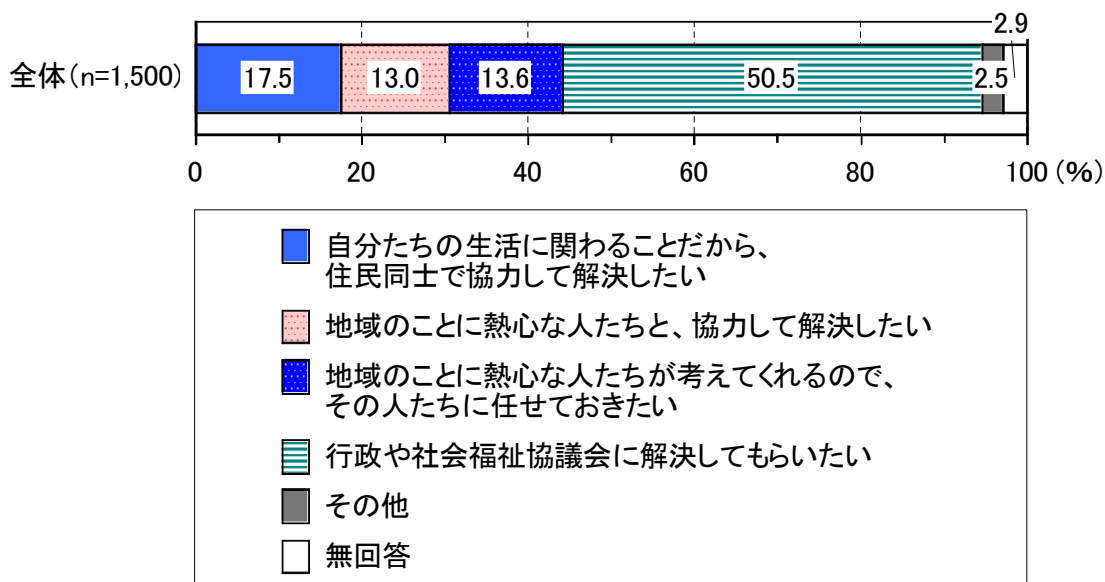 2.9
全体(n=1,500)
17.5
13.0
13.6
50.5
2.5
0
20
40
60
80
100
(%)
自分たちの生活に関わることだから、
住民同士で協力して解決したい
地域のことに熱心な人たちと、協力して解決したい
地域のことに熱心な人たちが考えてくれるので、
その人たちに任せておきたい
行政や社会福祉協議会に解決してもらいたい
その他
無回答